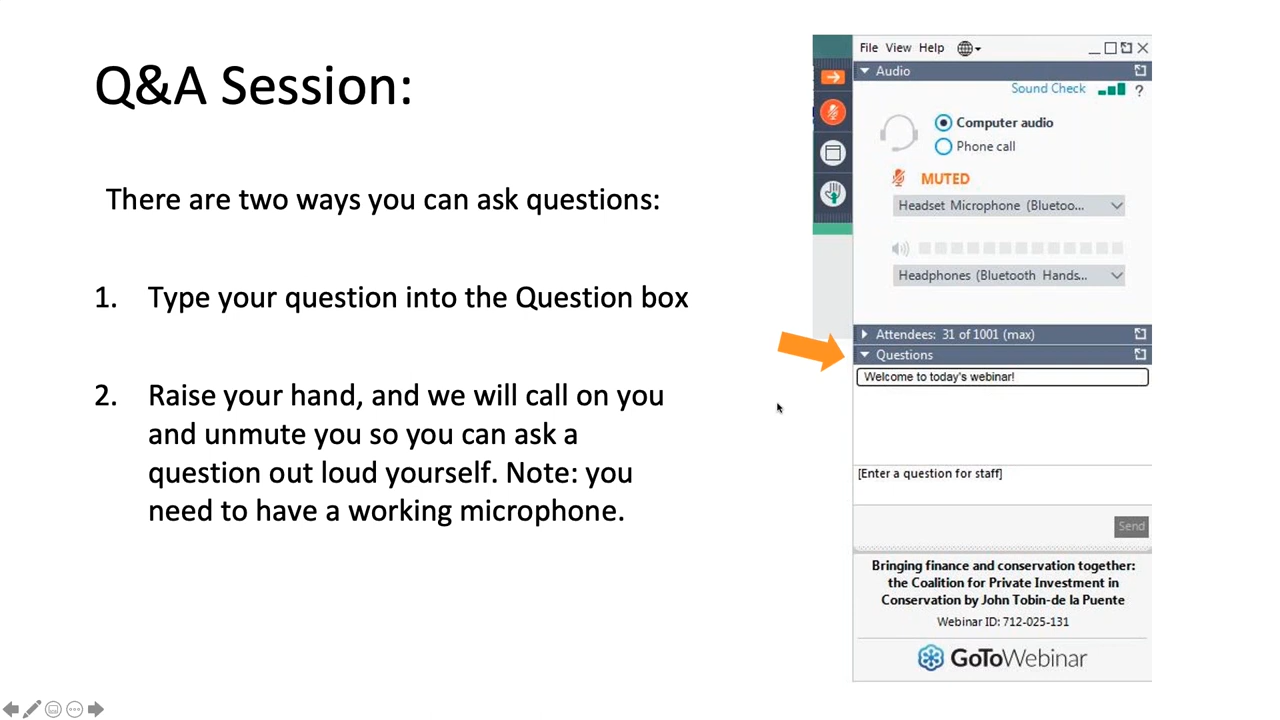 Q&A Session:
There are two ways you can ask questions:
1. Type your question into the Question box
2. Raise your hand, and we will call on you
and unmute you so you can ask a
question out loud yourself. Note: you
need to have a working microphone.
File View Help
Audio
Sound Check ?
Computer audio
Phone call
MUTED
Headset Microphone (Bluetoo...
Headphones (Bluetooth Hands...
Attendees: 31 of 1001 (max)
Questions
Welcome to today's webinar!
[Enter a question for staff]
Send
Bringing finance and conservation together:
the Coalition for Private Investment in
Conservation by John Tobin-de la Puente
Webinar ID: 712-025-131
GoToWebinar